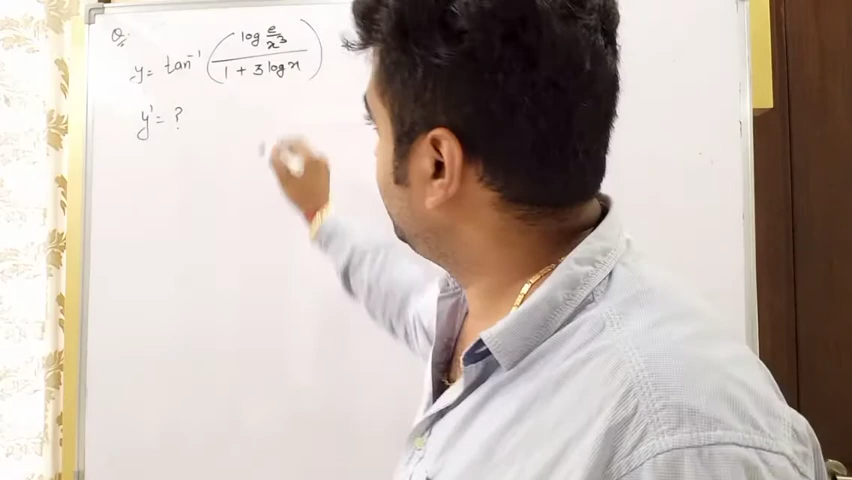 Q.
y = tan⁻¹ ( log e/x³ / 1 + 3 log x )
y' = ?